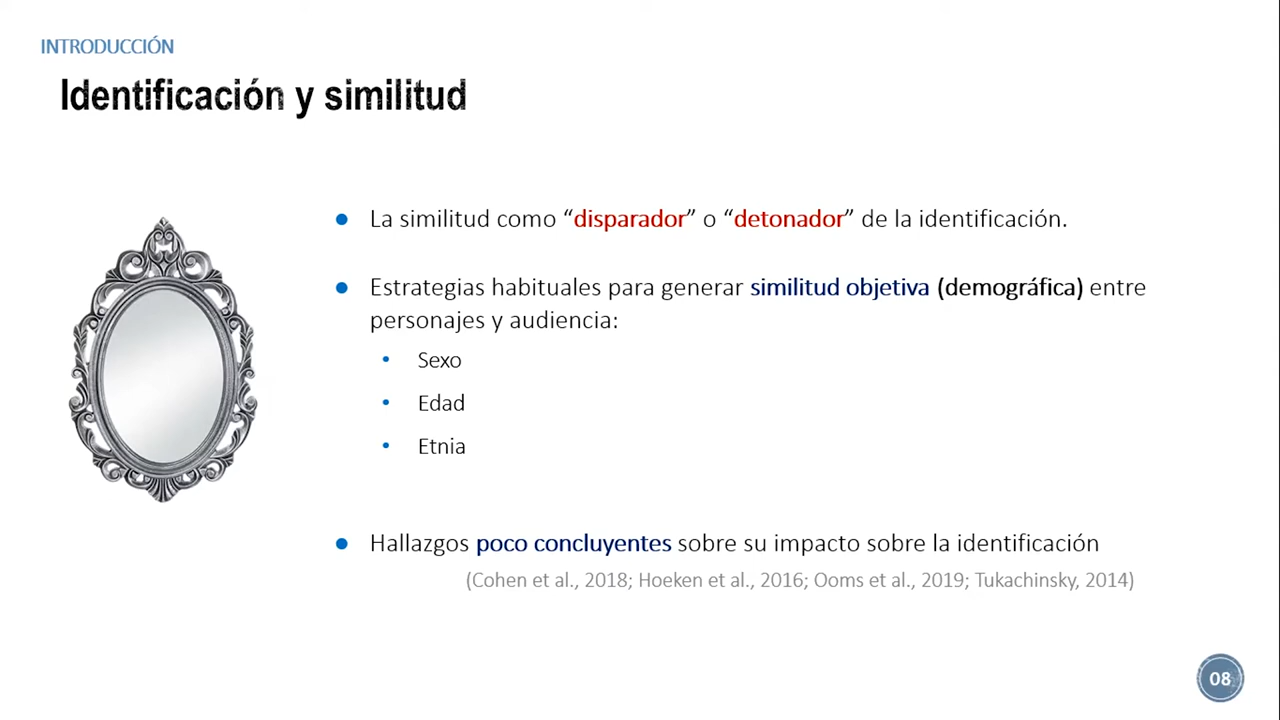 INTRODUCCIÓN
Identificación y similitud
La similitud como “disparador” o “detonador” de la identificación.
Estrategias habituales para generar similitud objetiva (demográfica) entre
personajes y audiencia:
Sexo
Edad
Etnia
Hallazgos poco concluyentes sobre su impacto sobre la identificación
(Cohen et al., 2018; Hoeken et al., 2016; Ooms et al., 2019; Tukachinsky, 2014)
08